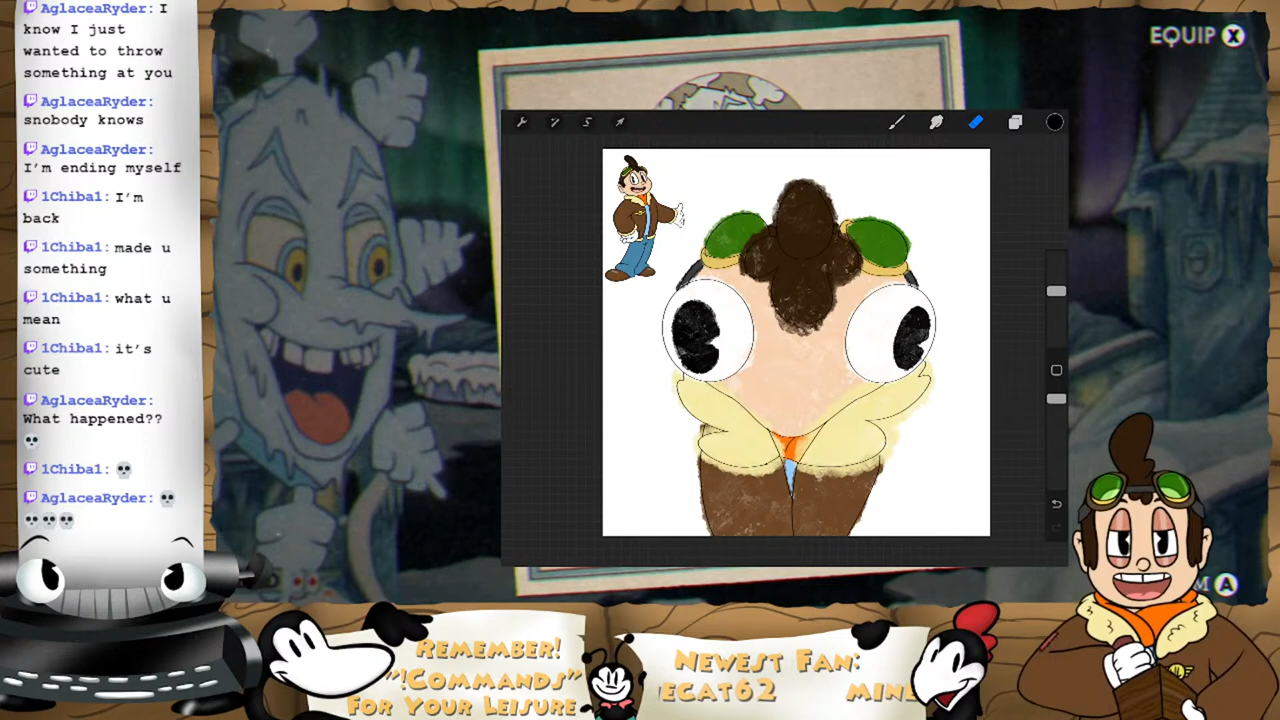 AglaceaRyder: I
know I just
wanted to throw
something at you
AglaceaRyder:
snobody knows
AglaceaRyder:
I'm ending myself
1Chiba1: I'm
back
1Chiba1: made u
something
1Chiba1: what u
mean
1Chiba1: it's
cute
AglaceaRyder:
What happened??
1Chiba1:
AglaceaRyder:
EQUIP X
M A
Remember!
"!Commands"
For Your Leisure
Newest Fan:
ECAT62 MINE